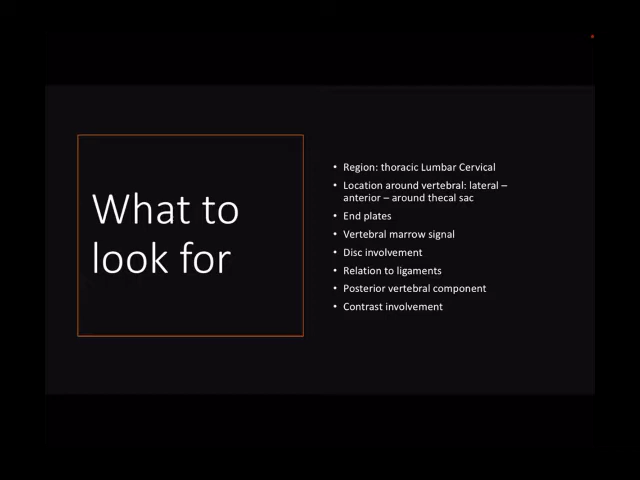 What to
look for
• Region: thoracic Lumbar Cervical
• Location around vertebral: lateral –
anterior – around thecal sac
• End plates
• Vertebral marrow signal
• Disc involvement
• Relation to ligaments
• Posterior vertebral component
• Contrast involvement